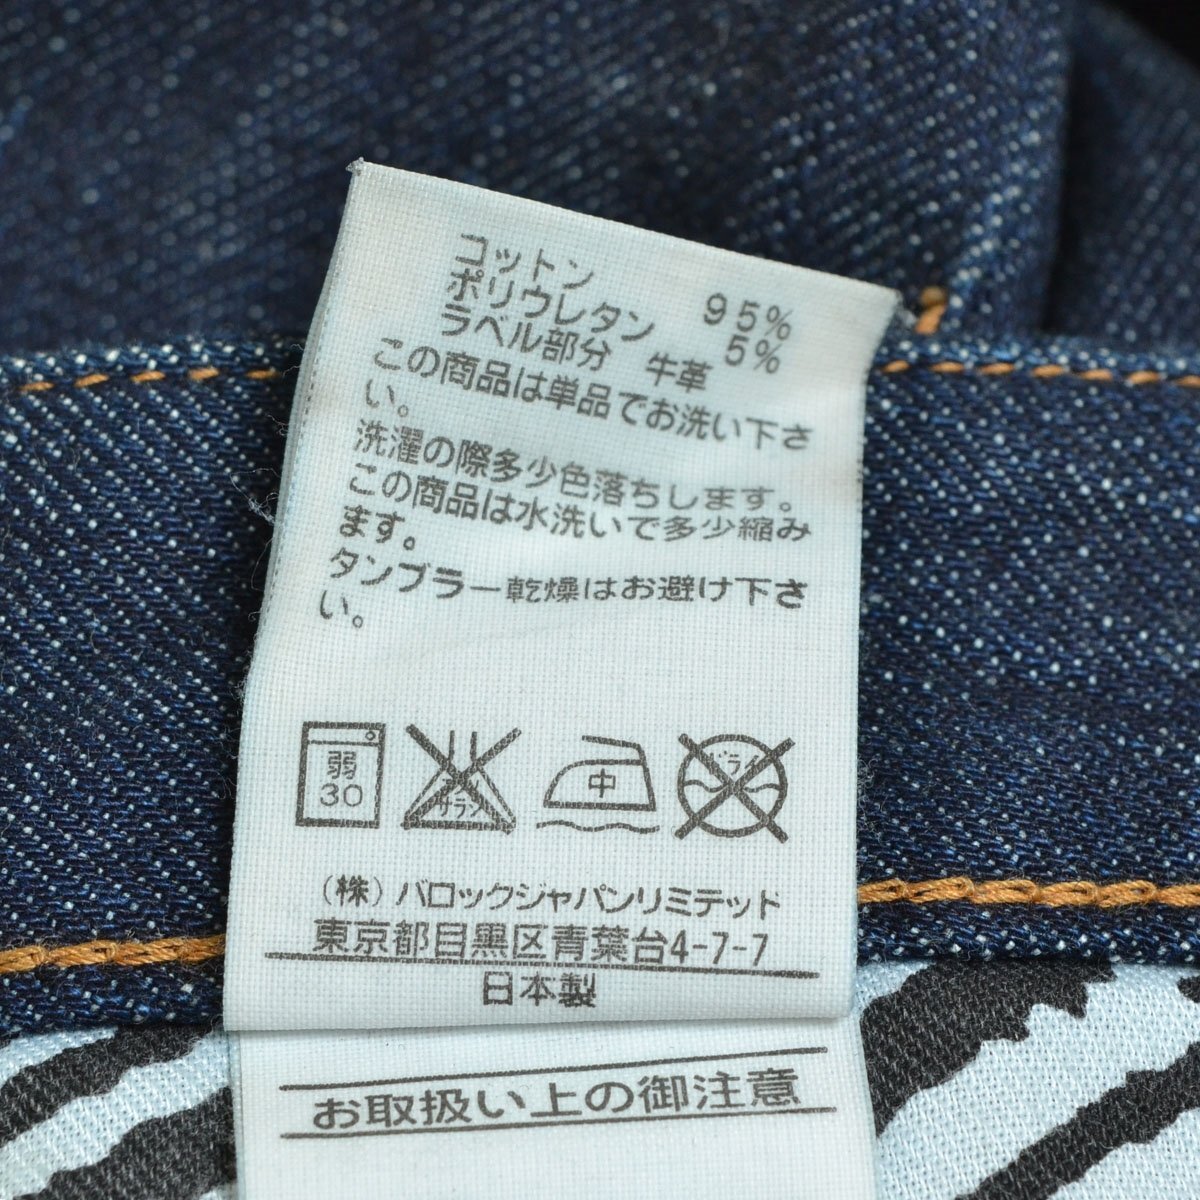 コットン 95%
ポリウレタン 5%
ラベル部分 牛革
この商品は単品でお洗い下さ
い。
洗濯の際多少色落ちします。
この商品は水洗いで多少縮み
ます。
タンブラー乾燥はお避け下さ
い。
弱
30
サラシ
中
ドライ
(株)バロックジャパンリミテッド
東京都目黒区青葉台4-7-7
日本製
お取扱い上の御注意